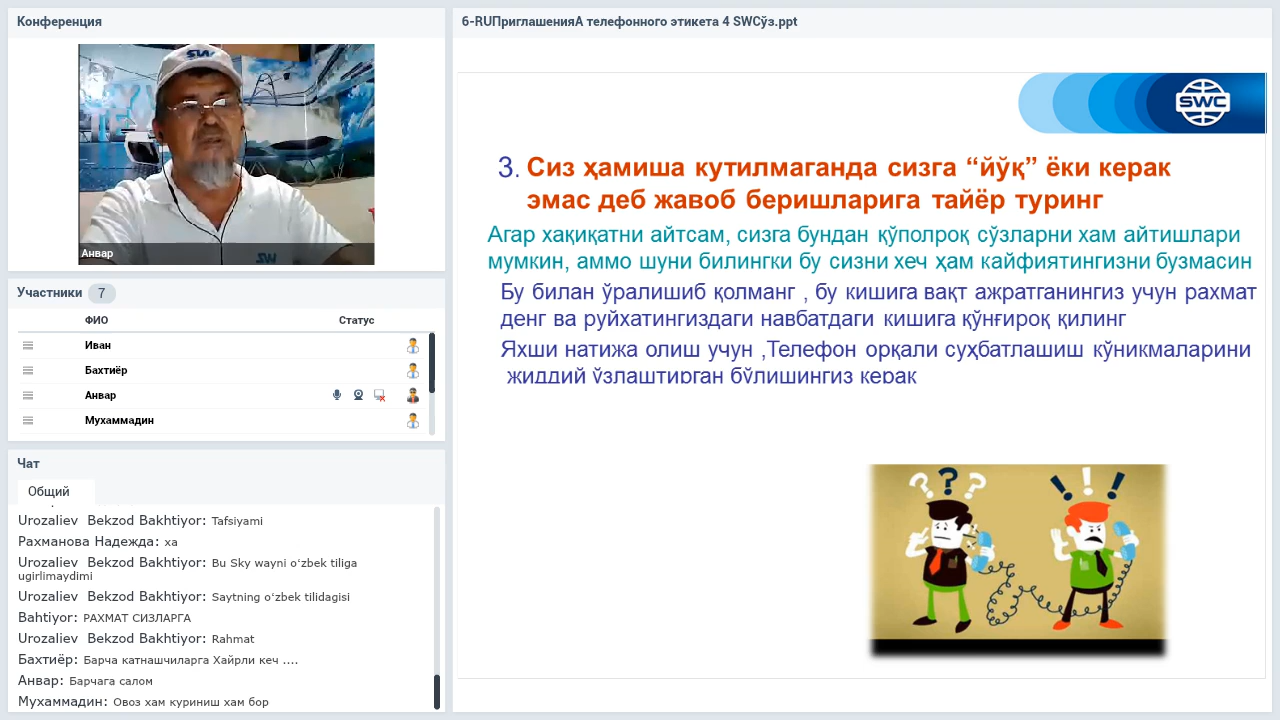 Конференция
SW
Анвар
Участники 7
ФИО Статус
Иван
Бахтиёр
Анвар
Мухаммадин
Чат
Общий
Urozaliev Bekzod Bakhtiyor: Tafsiyami
Рахманова Надежда: ха
Urozaliev Bekzod Bakhtiyor: Bu Sky wayni o‘zbek tiliga
ugirlimaydimi
Urozaliev Bekzod Bakhtiyor: Saytning o‘zbek tilidagisi
Bahtiyor: РАХМАТ СИЗЛАРГА
Urozaliev Bekzod Bakhtiyor: Rahmat
Бахтиёр: Барча катнашчиларга Хайрли кеч ....
Анвар: Барчага салом
Мухаммадин: Овоз хам куриниш хам бор
6-RUПриглашенияА телефонного этикета 4 SWCўз.ppt
SWC
3. Сиз ҳамиша кутилмаганда сизга “йўқ” ёки керак
эмас деб жавоб беришларига тайёр туринг
Агар хақиқатни айтсам, сизга бундан қўполроқ сўзларни хам айтишлари
мумкин, аммо шуни билингки бу сизни хеч ҳам кайфиятингизни бузмасин
Бу билан ўралишиб қолманг , бу кишига вақт ажратганингиз учун рахмат
денг ва руйхатингиздаги навбатдаги кишига қўнғироқ қилинг
Яхши натижа олиш учун ,Телефон орқали суҳбатлашиш кўникмаларини
жиддий ўзлаштирган бўлишингиз керак
? ? ?
! ! !